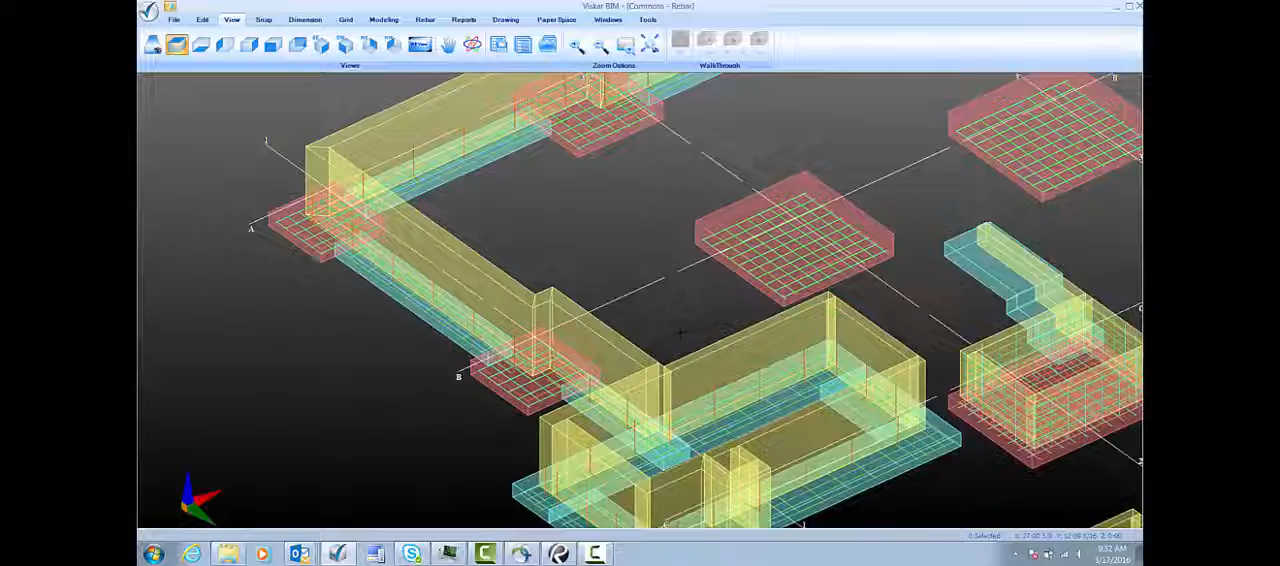 Viskar BIM - [Commons - Rebar]
File Edit View Snap Dimension Grid Modeling Rebar Reports Drawing Paper Space Windows Tools
Views Zoom Options WalkThrough
1
B
A
B
0 Selected
9:52 AM
3/17/2016